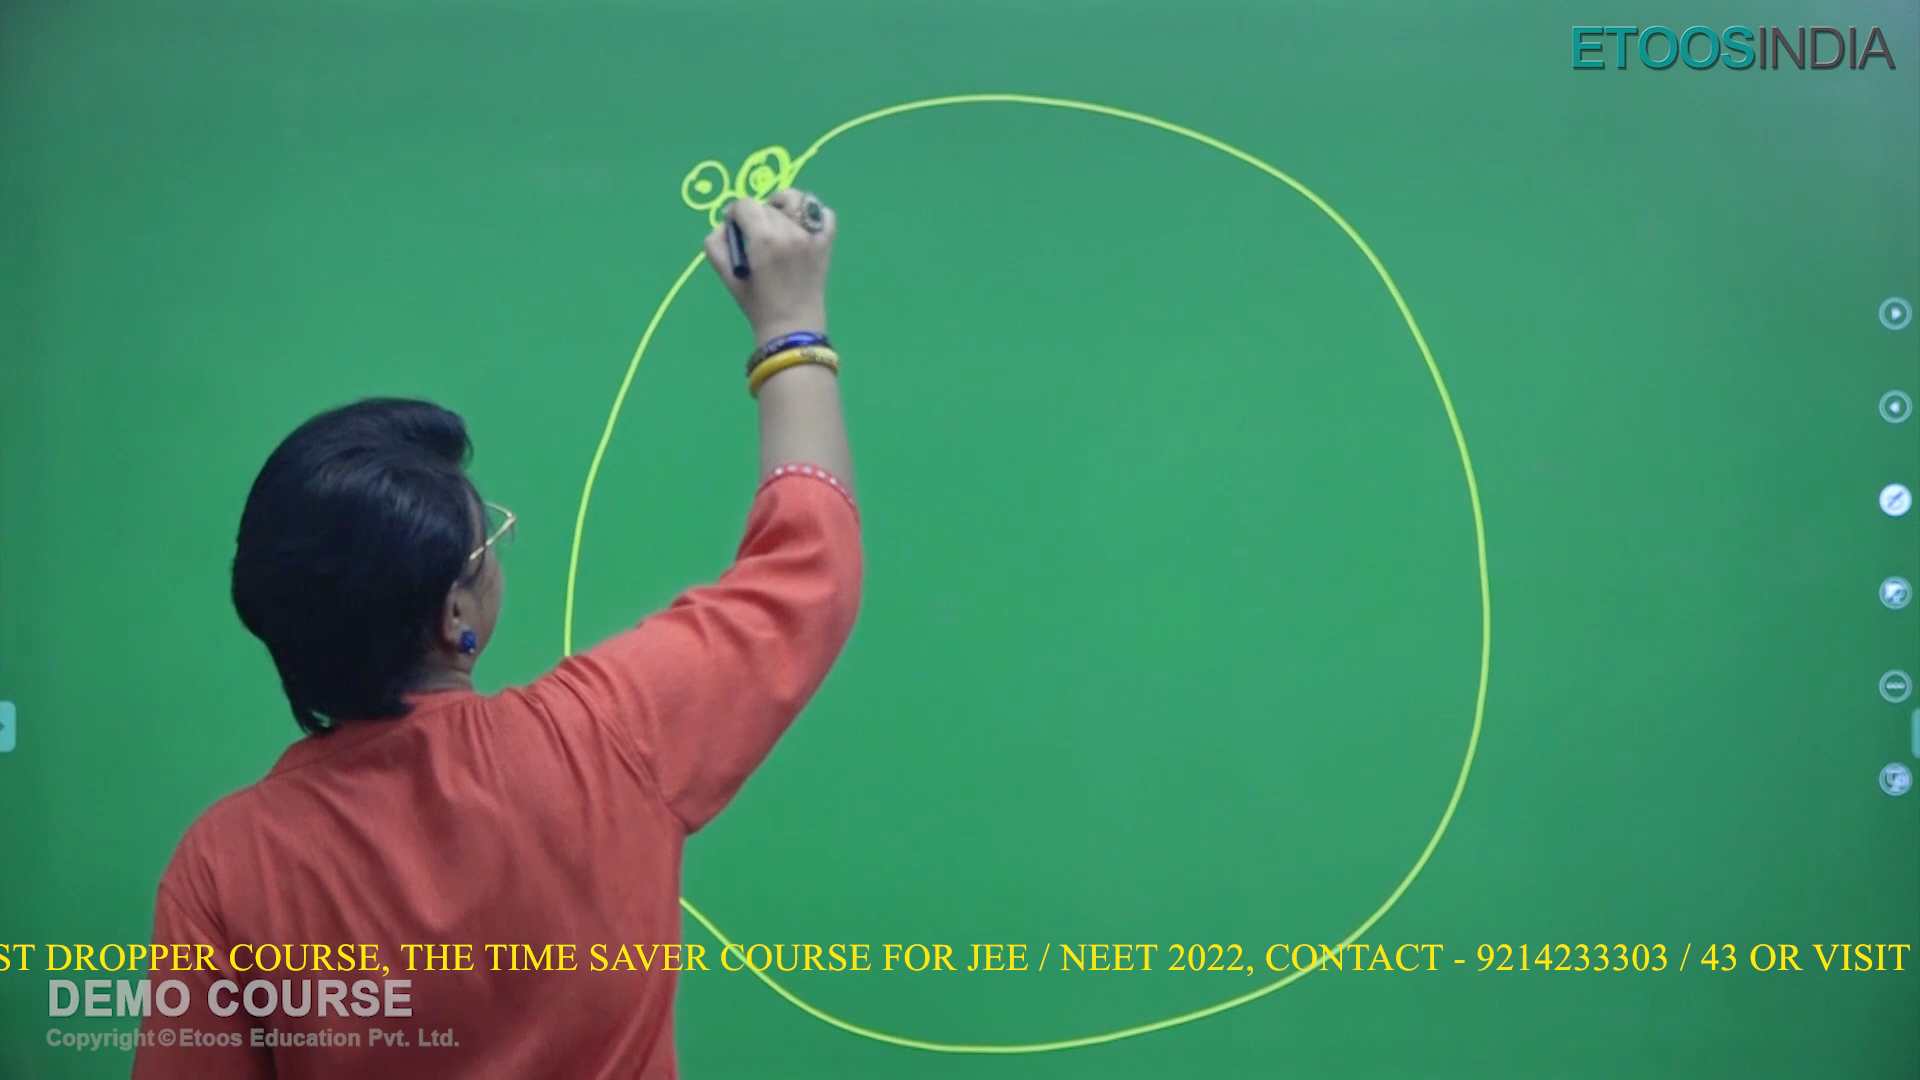 ETOOSINDIA
ST DROPPER COURSE, THE TIME SAVER COURSE FOR JEE / NEET 2022, CONTACT - 9214233303 / 43 OR VISIT
DEMO COURSE
Copyright © Etoos Education Pvt. Ltd.